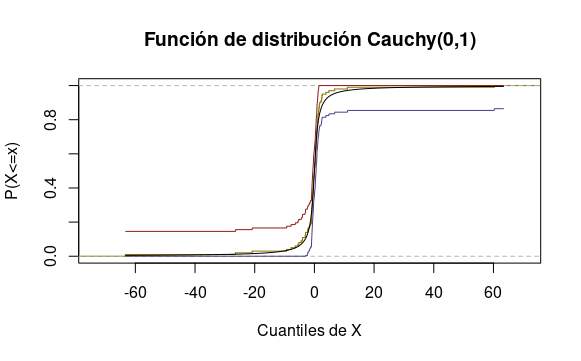 Función de distribución Cauchy(0,1)
P(X<=x)
0.8
0.4
0.0
-60 -40 -20 0 20 40 60
Cuantiles de X